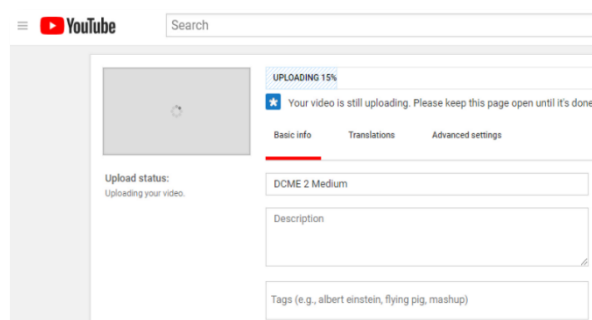 YouTube
Search
UPLOADING 15%
Your video is still uploading. Please keep this page open until it's done
Basic info Translations Advanced settings
Upload status:
Uploading your video.
DCME 2 Medium
Description
Tags (e.g., albert einstein, flying pig, mashup)